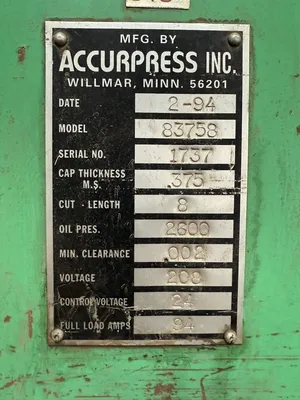 MFG. BY
ACCURPRESS INC.
WILLMAR, MINN. 56201
DATE 2-94
MODEL 83758
SERIAL NO. 1737
CAP THICKNESS M.S. .375
CUT - LENGTH 8
OIL PRES. 2600
MIN. CLEARANCE .002
VOLTAGE 208
CONTROL VOLTAGE 24
FULL LOAD AMPS 94